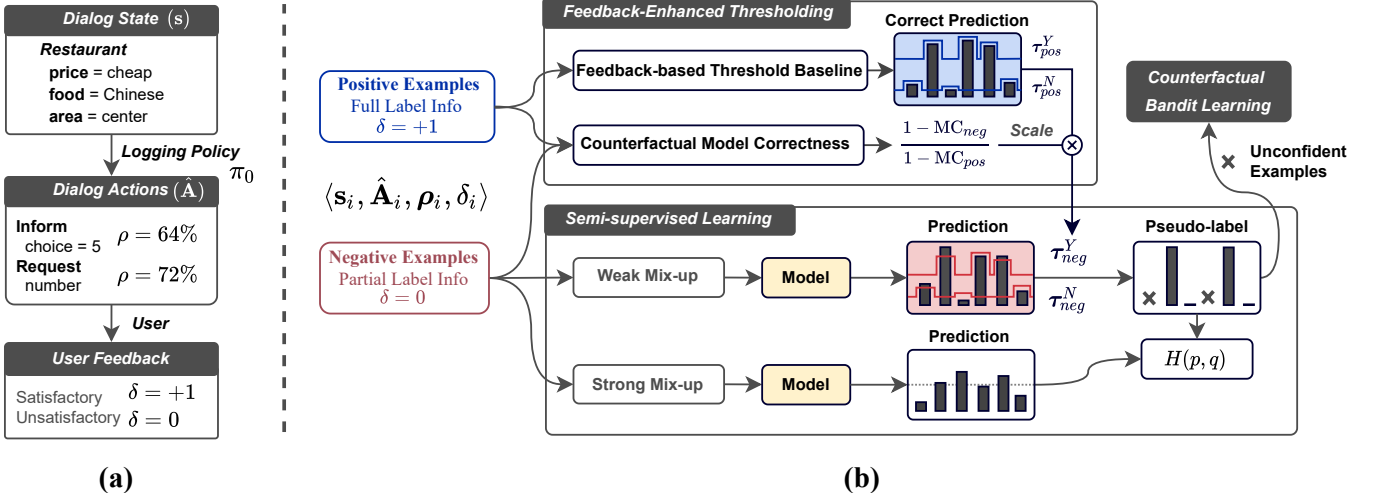 Dialog State (s)
Restaurant
price = cheap
food = Chinese
area = center
Logging Policy
π₀
Dialog Actions (Â)
Inform
choice = 5
ρ = 64%
Request
number
ρ = 72%
User
User Feedback
Satisfactory δ = +1
Unsatisfactory δ = 0
(a)
Positive Examples
Full Label Info
δ = +1
⟨sᵢ, Âᵢ, ρᵢ, δᵢ⟩
Negative Examples
Partial Label Info
δ = 0
Feedback-Enhanced Thresholding
Feedback-based Threshold Baseline
Correct Prediction
τ^Y_pos
τ^N_pos
Counterfactual Model Correctness
1 − MC_neg
1 − MC_pos
Scale
Counterfactual
Bandit Learning
Unconfident
Examples
Semi-supervised Learning
Weak Mix-up
Model
Prediction
τ^Y_neg
τ^N_neg
Pseudo-label
Strong Mix-up
Model
Prediction
H(p, q)
(b)